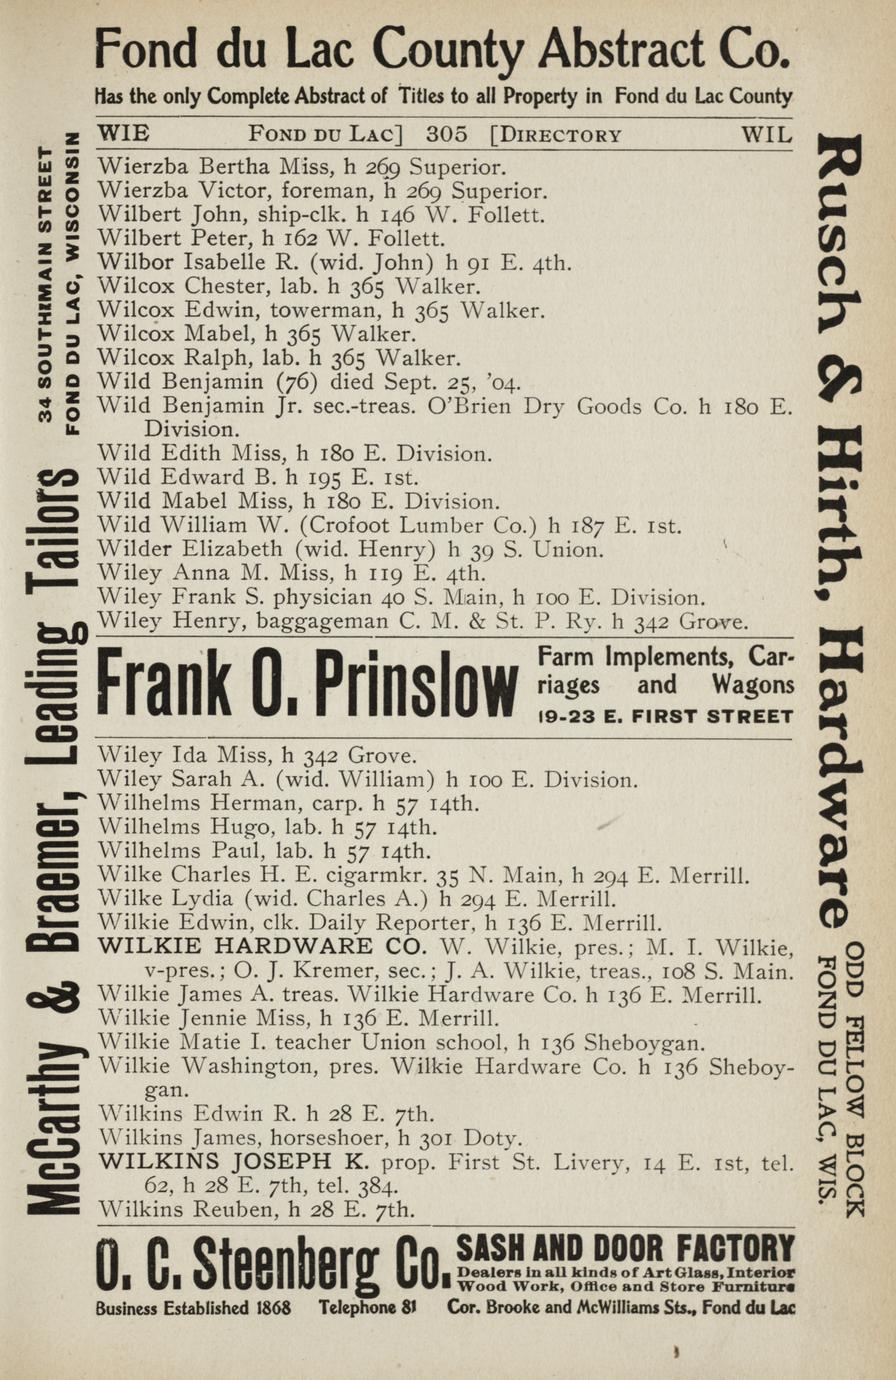 Fond du Lac County Abstract Co.
Has the only Complete Abstract of Titles to all Property in Fond du Lac County
WIE FOND DU LAC] 305 [DIRECTORY WIL
Wierzba Bertha Miss, h 269 Superior.
Wierzba Victor, foreman, h 269 Superior.
Wilbert John, ship-clk. h 146 W. Follett.
Wilbert Peter, h 162 W. Follett.
Wilbor Isabelle R. (wid. John) h 91 E. 4th.
Wilcox Chester, lab. h 365 Walker.
Wilcox Edwin, towerman, h 365 Walker.
Wilcox Mabel, h 365 Walker.
Wilcox Ralph, lab. h 365 Walker.
Wild Benjamin (76) died Sept. 25, '04.
Wild Benjamin Jr. sec.-treas. O'Brien Dry Goods Co. h 180 E.
Division.
Wild Edith Miss, h 180 E. Division.
Wild Edward B. h 195 E. 1st.
Wild Mabel Miss, h 180 E. Division.
Wild William W. (Crofoot Lumber Co.) h 187 E. 1st.
Wilder Elizabeth (wid. Henry) h 39 S. Union.
Wiley Anna M. Miss, h 119 E. 4th.
Wiley Frank S. physician 40 S. Main, h 100 E. Division.
Wiley Henry, baggageman C. M. & St. P. Ry. h 342 Grove.
Frank O. Prinslow
Farm Implements, Car-
riages and Wagons
19-23 E. FIRST STREET
Wiley Ida Miss, h 342 Grove.
Wiley Sarah A. (wid. William) h 100 E. Division.
Wilhelms Herman, carp. h 57 14th.
Wilhelms Hugo, lab. h 57 14th.
Wilhelms Paul, lab. h 57 14th.
Wilke Charles H. E. cigarmkr. 35 N. Main, h 294 E. Merrill.
Wilke Lydia (wid. Charles A.) h 294 E. Merrill.
Wilkie Edwin, clk. Daily Reporter, h 136 E. Merrill.
WILKIE HARDWARE CO. W. Wilkie, pres.; M. I. Wilkie,
v-pres.; O. J. Kremer, sec.; J. A. Wilkie, treas., 108 S. Main.
Wilkie James A. treas. Wilkie Hardware Co. h 136 E. Merrill.
Wilkie Jennie Miss, h 136 E. Merrill.
Wilkie Matie I. teacher Union school, h 136 Sheboygan.
Wilkie Washington, pres. Wilkie Hardware Co. h 136 Sheboy-
gan.
Wilkins Edwin R. h 28 E. 7th.
Wilkins James, horseshoer, h 301 Doty.
WILKINS JOSEPH K. prop. First St. Livery, 14 E. 1st, tel.
62, h 28 E. 7th, tel. 384.
Wilkins Reuben, h 28 E. 7th.
O. C. Steenberg Co.
SASH AND DOOR FACTORY
Dealers in all kinds of Art Glass, Interior
Wood Work, Office and Store Furniture
Business Established 1868 Telephone 81 Cor. Brooke and McWilliams Sts., Fond du Lac
McCarthy & Braemer, Leading Tailors
34 SOUTH MAIN STREET
FOND DU LAC, WISCONSIN
Rusch & Hirth, Hardware
ODD FELLOW BLOCK
FOND DU LAC, WIS.